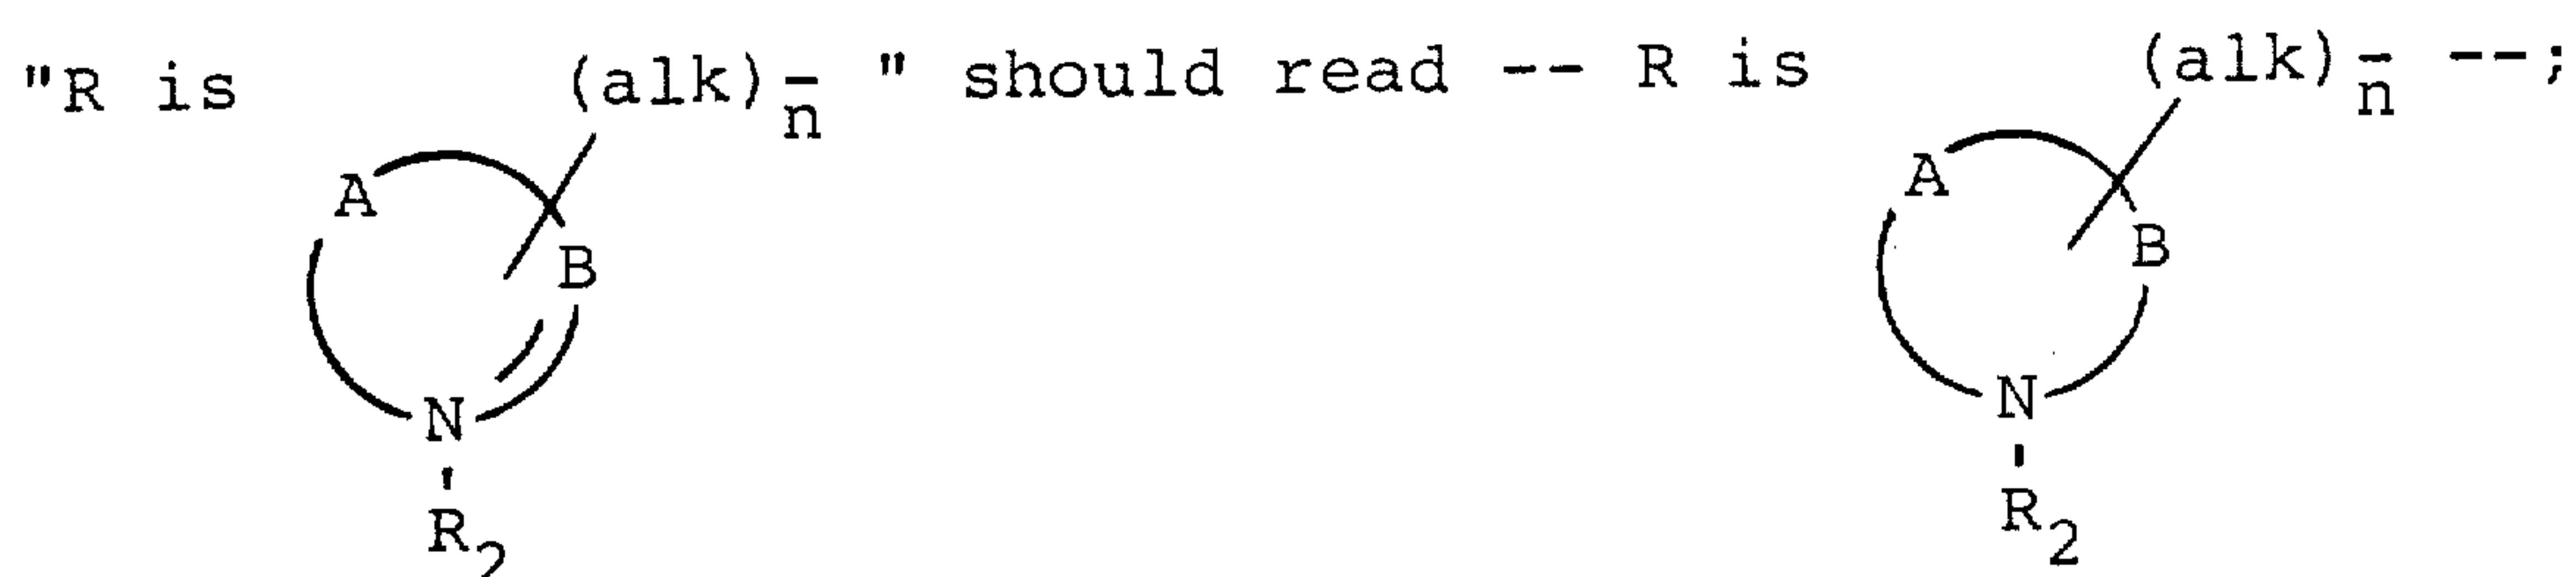 "R is (alk)n- " should read -- R is (alk)n- --;
A A
B B
N N
R2 R2